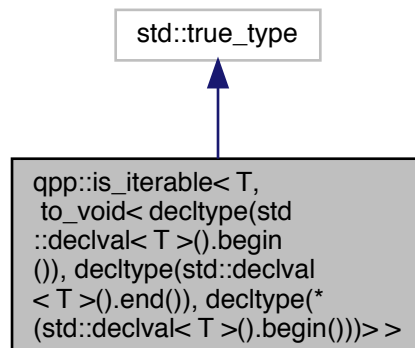 std::true_type
qpp::is_iterable< T,
to_void< decltype(std
::declval< T >().begin
()), decltype(std::declval
< T >().end()), decltype(*
(std::declval< T >().begin()))> >